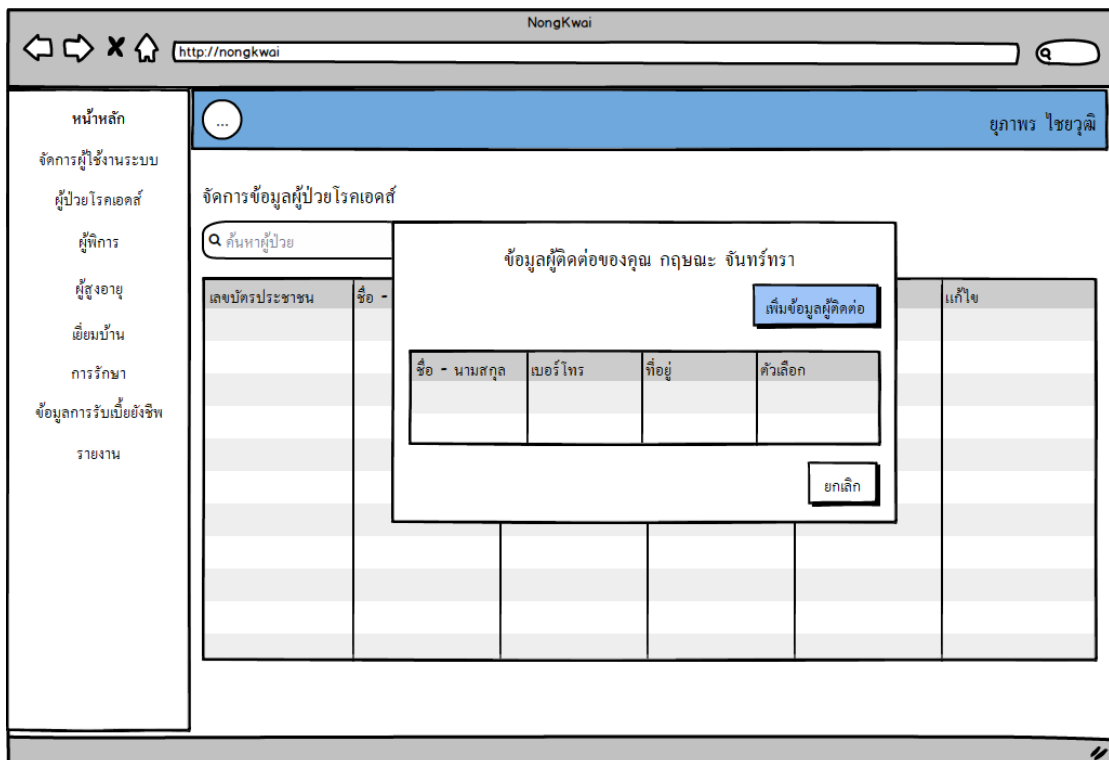 NongKwai
http://nongkwai
หน้าหลัก
จัดการผู้ใช้งานระบบ
ผู้ป่วยโรคเอดส์
ผู้พิการ
ผู้สูงอายุ
เยี่ยมบ้าน
การรักษา
ข้อมูลการรับเบี้ยยังชีพ
รายงาน
...
ยุภาพร ไชยวุฒิ
จัดการข้อมูลผู้ป่วยโรคเอดส์
ค้นหาผู้ป่วย
เลขบัตรประชาชน ชื่อ - แก้ไข
ข้อมูลผู้ติดต่อของคุณ กฤษณะ จันทร์ทรา
เพิ่มข้อมูลผู้ติดต่อ
ชื่อ - นามสกุล เบอร์โทร ที่อยู่ ตัวเลือก
ยกเลิก